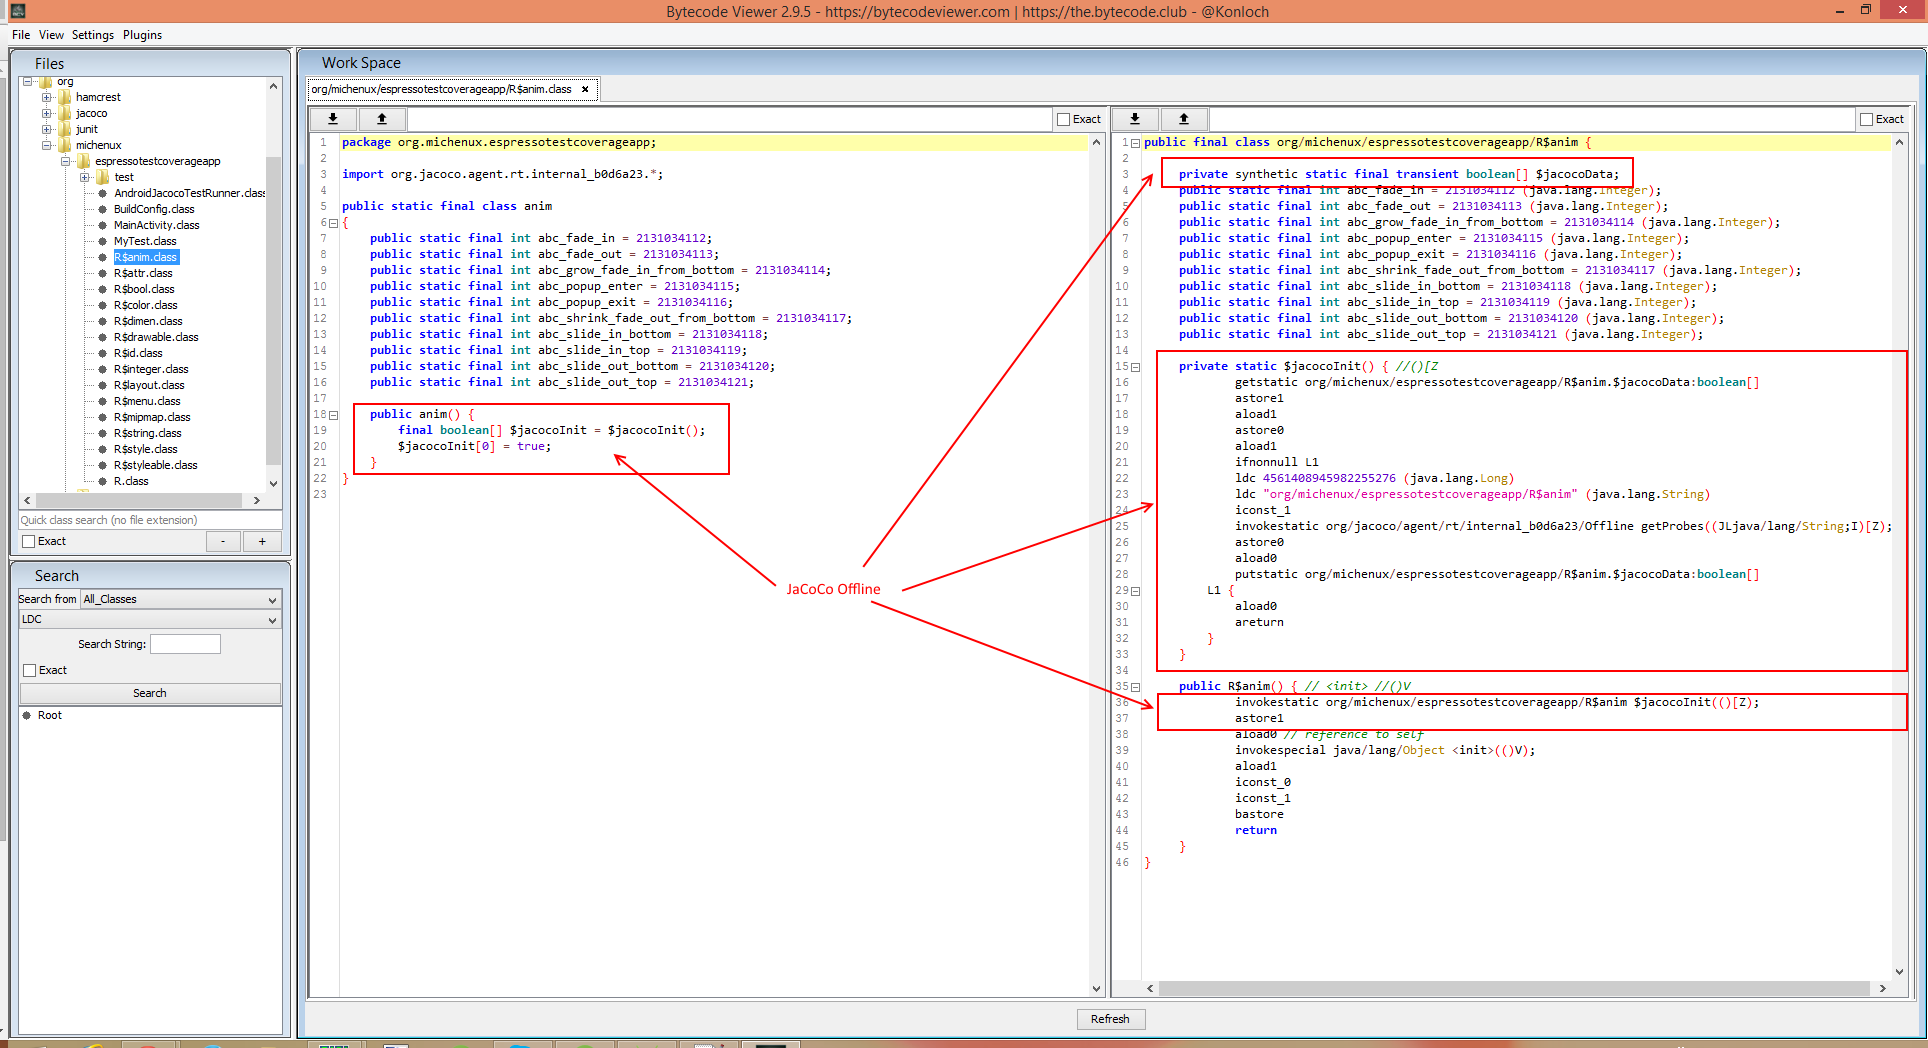 Bytecode Viewer 2.9.5 - https://bytecodeviewer.com | https://the.bytecode.club - @Konloch
File View Settings Plugins
Files
org
hamcrest
jacoco
junit
michenux
espressotestcoverageapp
test
AndroidJacocoTestRunner.class
BuildConfig.class
MainActivity.class
MyTest.class
R$anim.class
R$attr.class
R$bool.class
R$color.class
R$dimen.class
R$drawable.class
R$id.class
R$integer.class
R$layout.class
R$menu.class
R$mipmap.class
R$string.class
R$style.class
R$styleable.class
R.class
Quick class search (no file extension)
Exact - +
Search
Search from All_Classes
LDC
Search String:
Exact
Search
Root
Work Space
org/michenux/espressotestcoverageapp/R$anim.class ×
Exact
1 package org.michenux.espressotestcoverageapp;
2
3 import org.jacoco.agent.rt.internal_b0d6a23.*;
4
5 public static final class anim
6 {
7 public static final int abc_fade_in = 2131034112;
8 public static final int abc_fade_out = 2131034113;
9 public static final int abc_grow_fade_in_from_bottom = 2131034114;
10 public static final int abc_popup_enter = 2131034115;
11 public static final int abc_popup_exit = 2131034116;
12 public static final int abc_shrink_fade_out_from_bottom = 2131034117;
13 public static final int abc_slide_in_bottom = 2131034118;
14 public static final int abc_slide_in_top = 2131034119;
15 public static final int abc_slide_out_bottom = 2131034120;
16 public static final int abc_slide_out_top = 2131034121;
17
18 public anim() {
19 final boolean[] $jacocoInit = $jacocoInit();
20 $jacocoInit[0] = true;
21 }
22 }
23
JaCoCo Offline
Exact
1 public final class org/michenux/espressotestcoverageapp/R$anim {
2
3 private synthetic static final transient boolean[] $jacocoData;
4 public static final int abc_fade_in = 2131034112 (java.lang.Integer);
5 public static final int abc_fade_out = 2131034113 (java.lang.Integer);
6 public static final int abc_grow_fade_in_from_bottom = 2131034114 (java.lang.Integer);
7 public static final int abc_popup_enter = 2131034115 (java.lang.Integer);
8 public static final int abc_popup_exit = 2131034116 (java.lang.Integer);
9 public static final int abc_shrink_fade_out_from_bottom = 2131034117 (java.lang.Integer);
10 public static final int abc_slide_in_bottom = 2131034118 (java.lang.Integer);
11 public static final int abc_slide_in_top = 2131034119 (java.lang.Integer);
12 public static final int abc_slide_out_bottom = 2131034120 (java.lang.Integer);
13 public static final int abc_slide_out_top = 2131034121 (java.lang.Integer);
14
15 private static $jacocoInit() { //()[Z
16 getstatic org/michenux/espressotestcoverageapp/R$anim.$jacocoData:boolean[]
17 astore1
18 aload1
19 astore0
20 aload1
21 ifnonnull L1
22 ldc 4561408945982255276 (java.lang.Long)
23 ldc "org/michenux/espressotestcoverageapp/R$anim" (java.lang.String)
24 iconst_1
25 invokestatic org/jacoco/agent/rt/internal_b0d6a23/Offline getProbes((JLjava/lang/String;I)[Z);
26 astore0
27 aload0
28 putstatic org/michenux/espressotestcoverageapp/R$anim.$jacocoData:boolean[]
29 L1 {
30 aload0
31 areturn
32 }
33 }
34
35 public R$anim() { // <init> //()V
36 invokestatic org/michenux/espressotestcoverageapp/R$anim $jacocoInit(()[Z);
37 astore1
38 aload0 // reference to self
39 invokespecial java/lang/Object <init>(()V);
40 aload1
41 iconst_0
42 iconst_1
43 bastore
44 return
45 }
46 }
Refresh